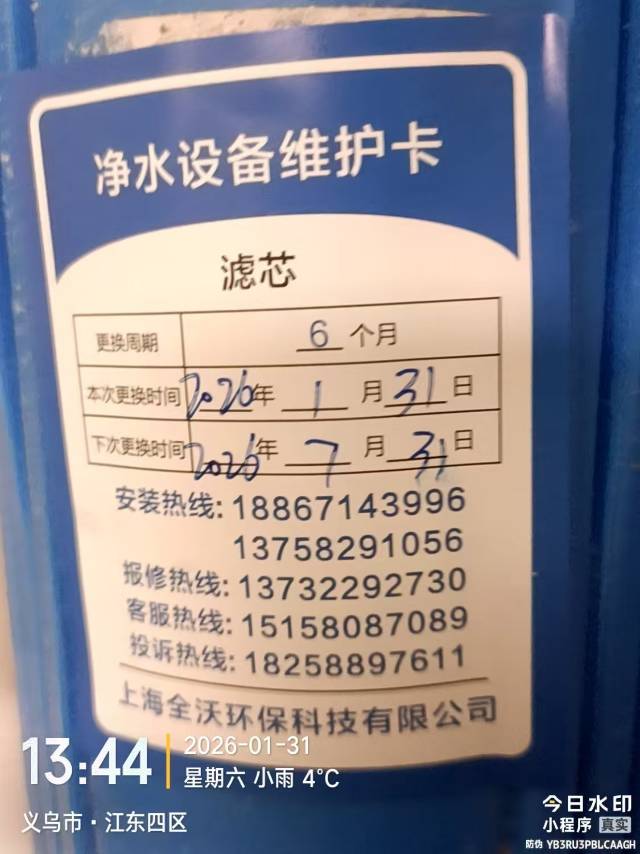 净水设备维护卡
滤芯
更换周期 6 个月
本次更换时间 2026年 1 月 31 日
下次更换时间 2026年 7 月 31 日
安装热线: 18867143996
13758291056
报修热线: 13732292730
客服热线: 15158087089
投诉热线: 18258897611
上海全沃环保科技有限公司
13:44 2026-01-31
星期六 小雨 4℃
义乌市·江东四区
今日水印
小程序 真实
防伪 YB3RU3PBLCAAGH